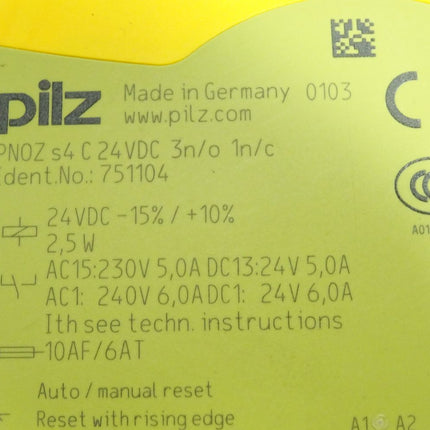 pilz Made in Germany 0103
www.pilz.com
PNOZ s4 C 24VDC 3n/o 1n/c
Ident.No.: 751104
24VDC -15% / +10%
2,5 W
AC15:230V 5,0A DC13:24V 5,0A
AC1: 240V 6,0A DC1: 24V 6,0A
Ith see techn. instructions
10AF/6AT
Auto / manual reset
Reset with rising edge
A1 A2